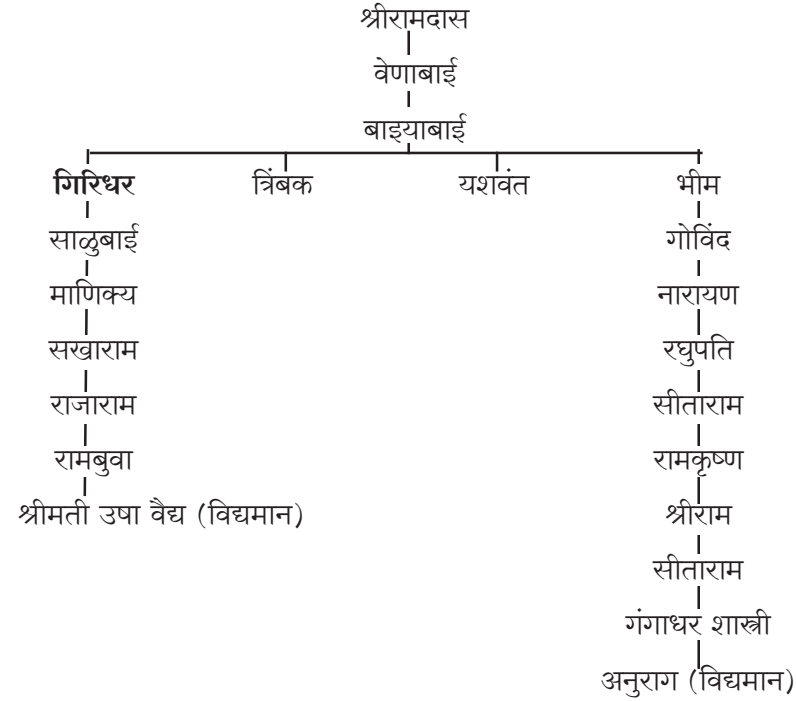 श्रीरामदास
वेणाबाई
बाइयाबाई
गिरिधर त्रिंबक यशवंत भीम
साळुबाई गोविंद
माणिक्य नारायण
सखाराम रघुपति
राजाराम सीताराम
रामबुवा रामकृष्ण
श्रीमती उषा वैद्य (विद्यमान) श्रीराम
सीताराम
गंगाधर शास्त्री
अनुराग (विद्यमान)